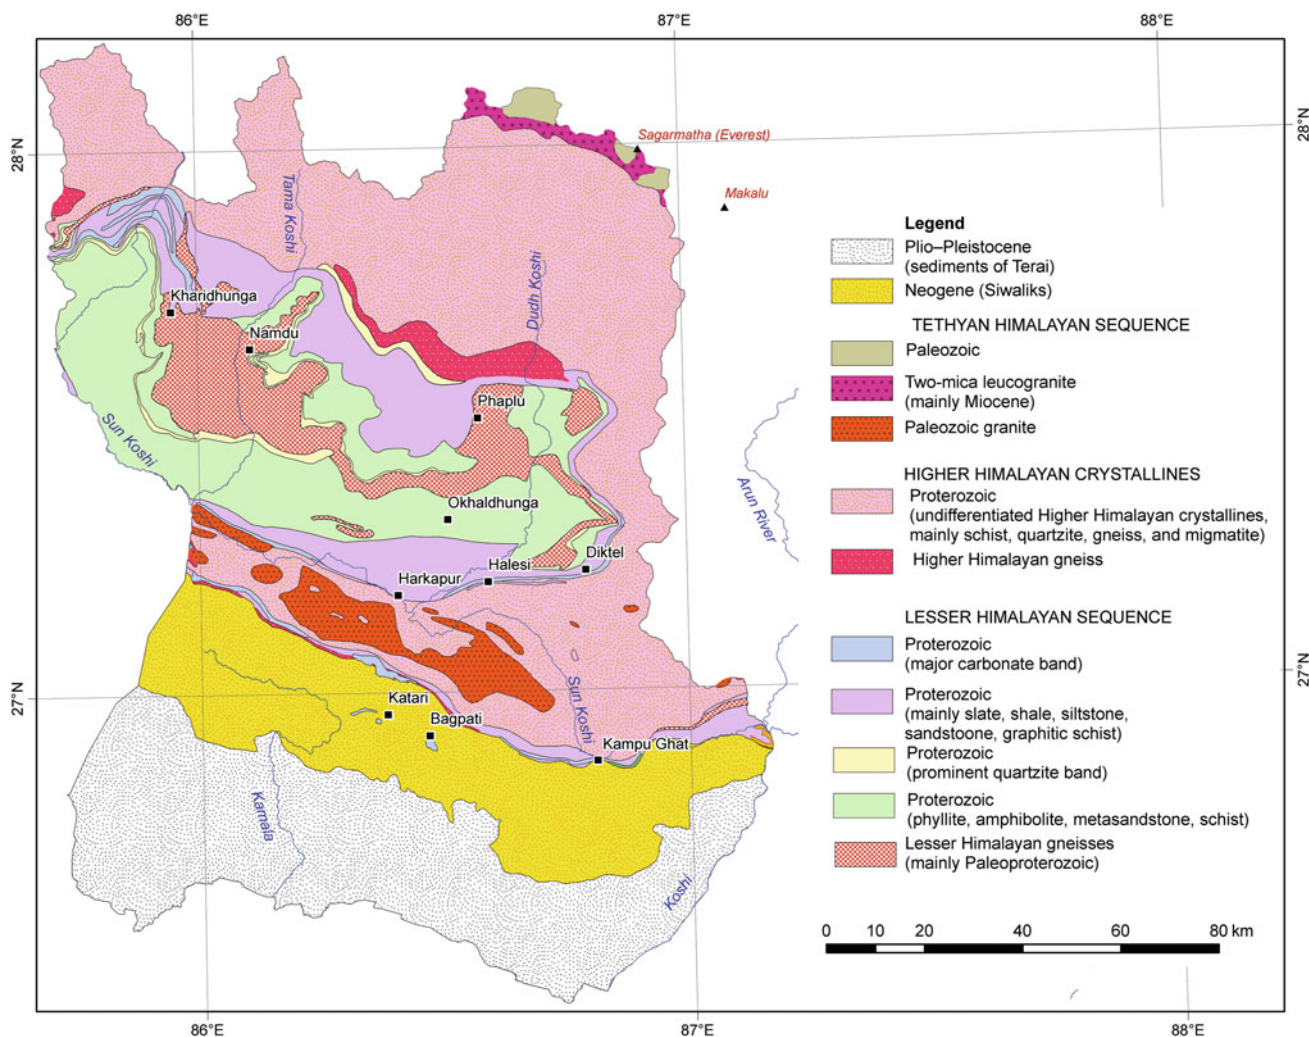 86°E
87°E
88°E
28°N
28°N
Sagarmatha (Everest)
Makalu
Tama Koshi
Dudh Koshi
Kharidhunga
Namdu
Phaplu
Sun Koshi
Okhaldhunga
Arun River
Diktel
Halesi
Harkapur
27°N
27°N
Sun Koshi
Katari
Bagpati
Kampu Ghat
Kamala
Koshi
Legend
Plio–Pleistocene
(sediments of Terai)
Neogene (Siwaliks)
TETHYAN HIMALAYAN SEQUENCE
Paleozoic
Two-mica leucogranite
(mainly Miocene)
Paleozoic granite
HIGHER HIMALAYAN CRYSTALLINES
Proterozoic
(undifferentiated Higher Himalayan crystallines,
mainly schist, quartzite, gneiss, and migmatite)
Higher Himalayan gneiss
LESSER HIMALAYAN SEQUENCE
Proterozoic
(major carbonate band)
Proterozoic
(mainly slate, shale, siltstone,
sandstoone, graphitic schist)
Proterozoic
(prominent quartzite band)
Proterozoic
(phyllite, amphibolite, metasandstone, schist)
Lesser Himalayan gneisses
(mainly Paleoproterozoic)
0 10 20 40 60 80 km
86°E
87°E
88°E